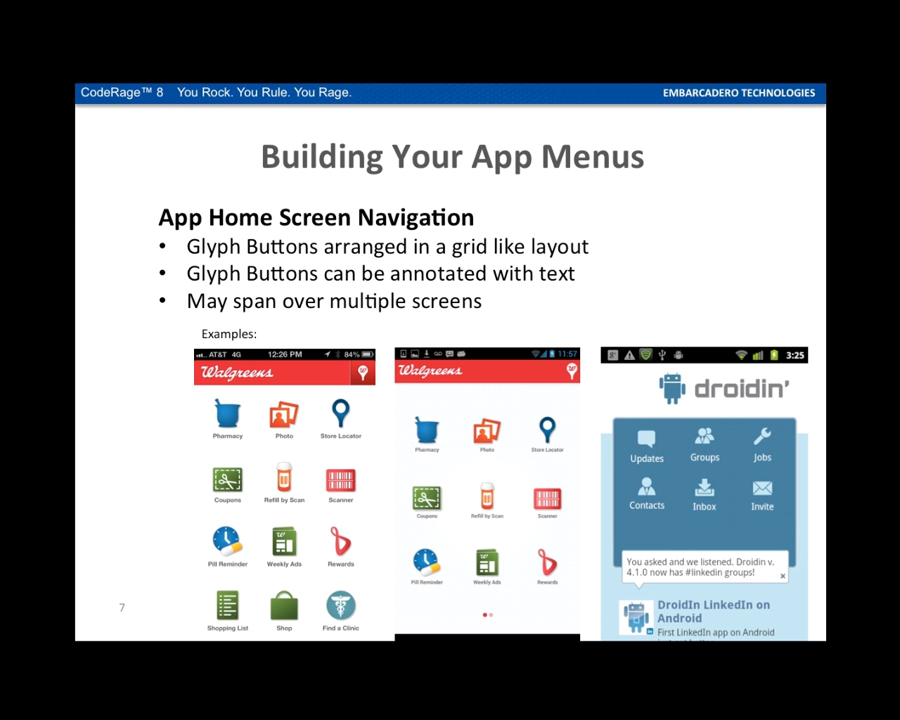 CodeRage™ 8 You Rock. You Rule. You Rage.
EMBARCADERO TECHNOLOGIES
Building Your App Menus
App Home Screen Navigation
• Glyph Buttons arranged in a grid like layout
• Glyph Buttons can be annotated with text
• May span over multiple screens
Examples:
AT&T 4G 12:26 PM 84%
Walgreens
Pharmacy Photo Store Locator
Coupons Refill by Scan Scanner
Pill Reminder Weekly Ads Rewards
Shopping List Shop Find a Clinic
11:57
Walgreens
Pharmacy Photo Store Locator
Coupons Refill by Scan Scanner
Pill Reminder Weekly Ads Rewards
3:25
droidin'
Updates Groups Jobs
Contacts Inbox Invite
You asked and we listened. Droidin v.
4.1.0 now has #linkedin groups!
x
DroidIn LinkedIn on
Android
First LinkedIn app on Android
7